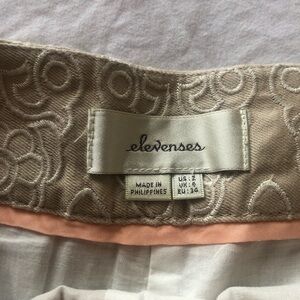 elevenses
MADE IN
PHILIPPINES
US: 2
UK: 6
EU: 34